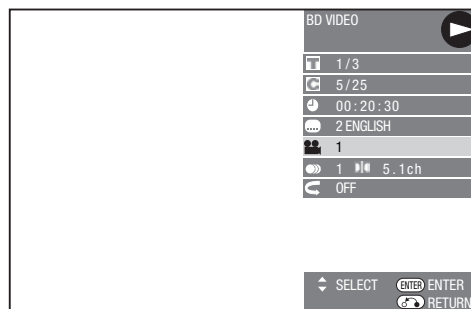 BD VIDEO
T 1/3
C 5/25
00:20:30
2 ENGLISH
1
1 5.1ch
OFF
SELECT ENTER ENTER
RETURN